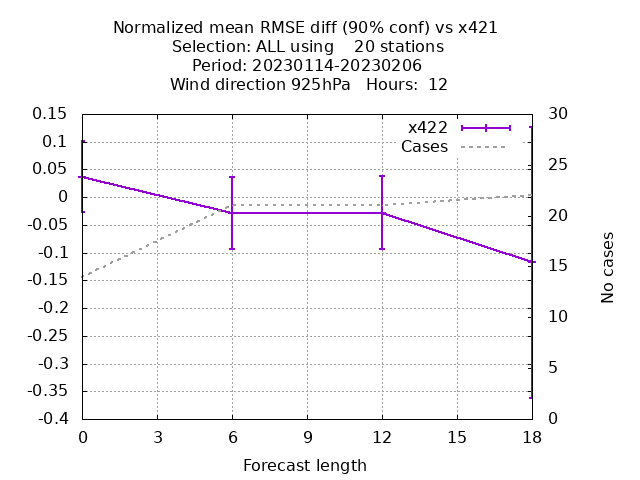 Normalized mean RMSE diff (90% conf) vs x421
Selection: ALL using    20 stations
Period: 20230114-20230206
Wind direction 925hPa   Hours:  12
x422
Cases
0.15
0.1
0.05
0
-0.05
-0.1
-0.15
-0.2
-0.25
-0.3
-0.35
-0.4
30
25
20
15
10
5
0
No cases
0 3 6 9 12 15 18
Forecast length